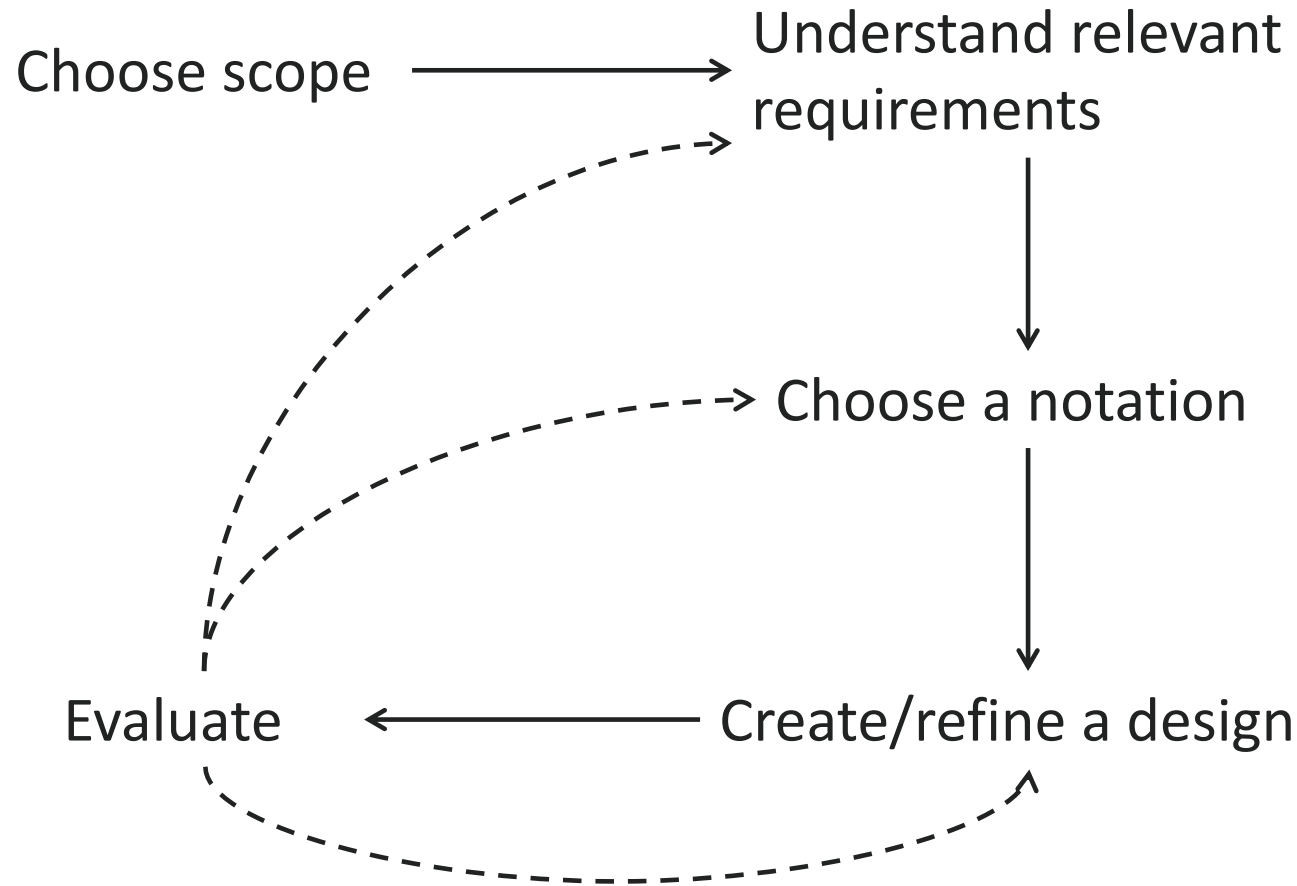 Choose scope
Understand relevant
requirements
Choose a notation
Evaluate
Create/refine a design